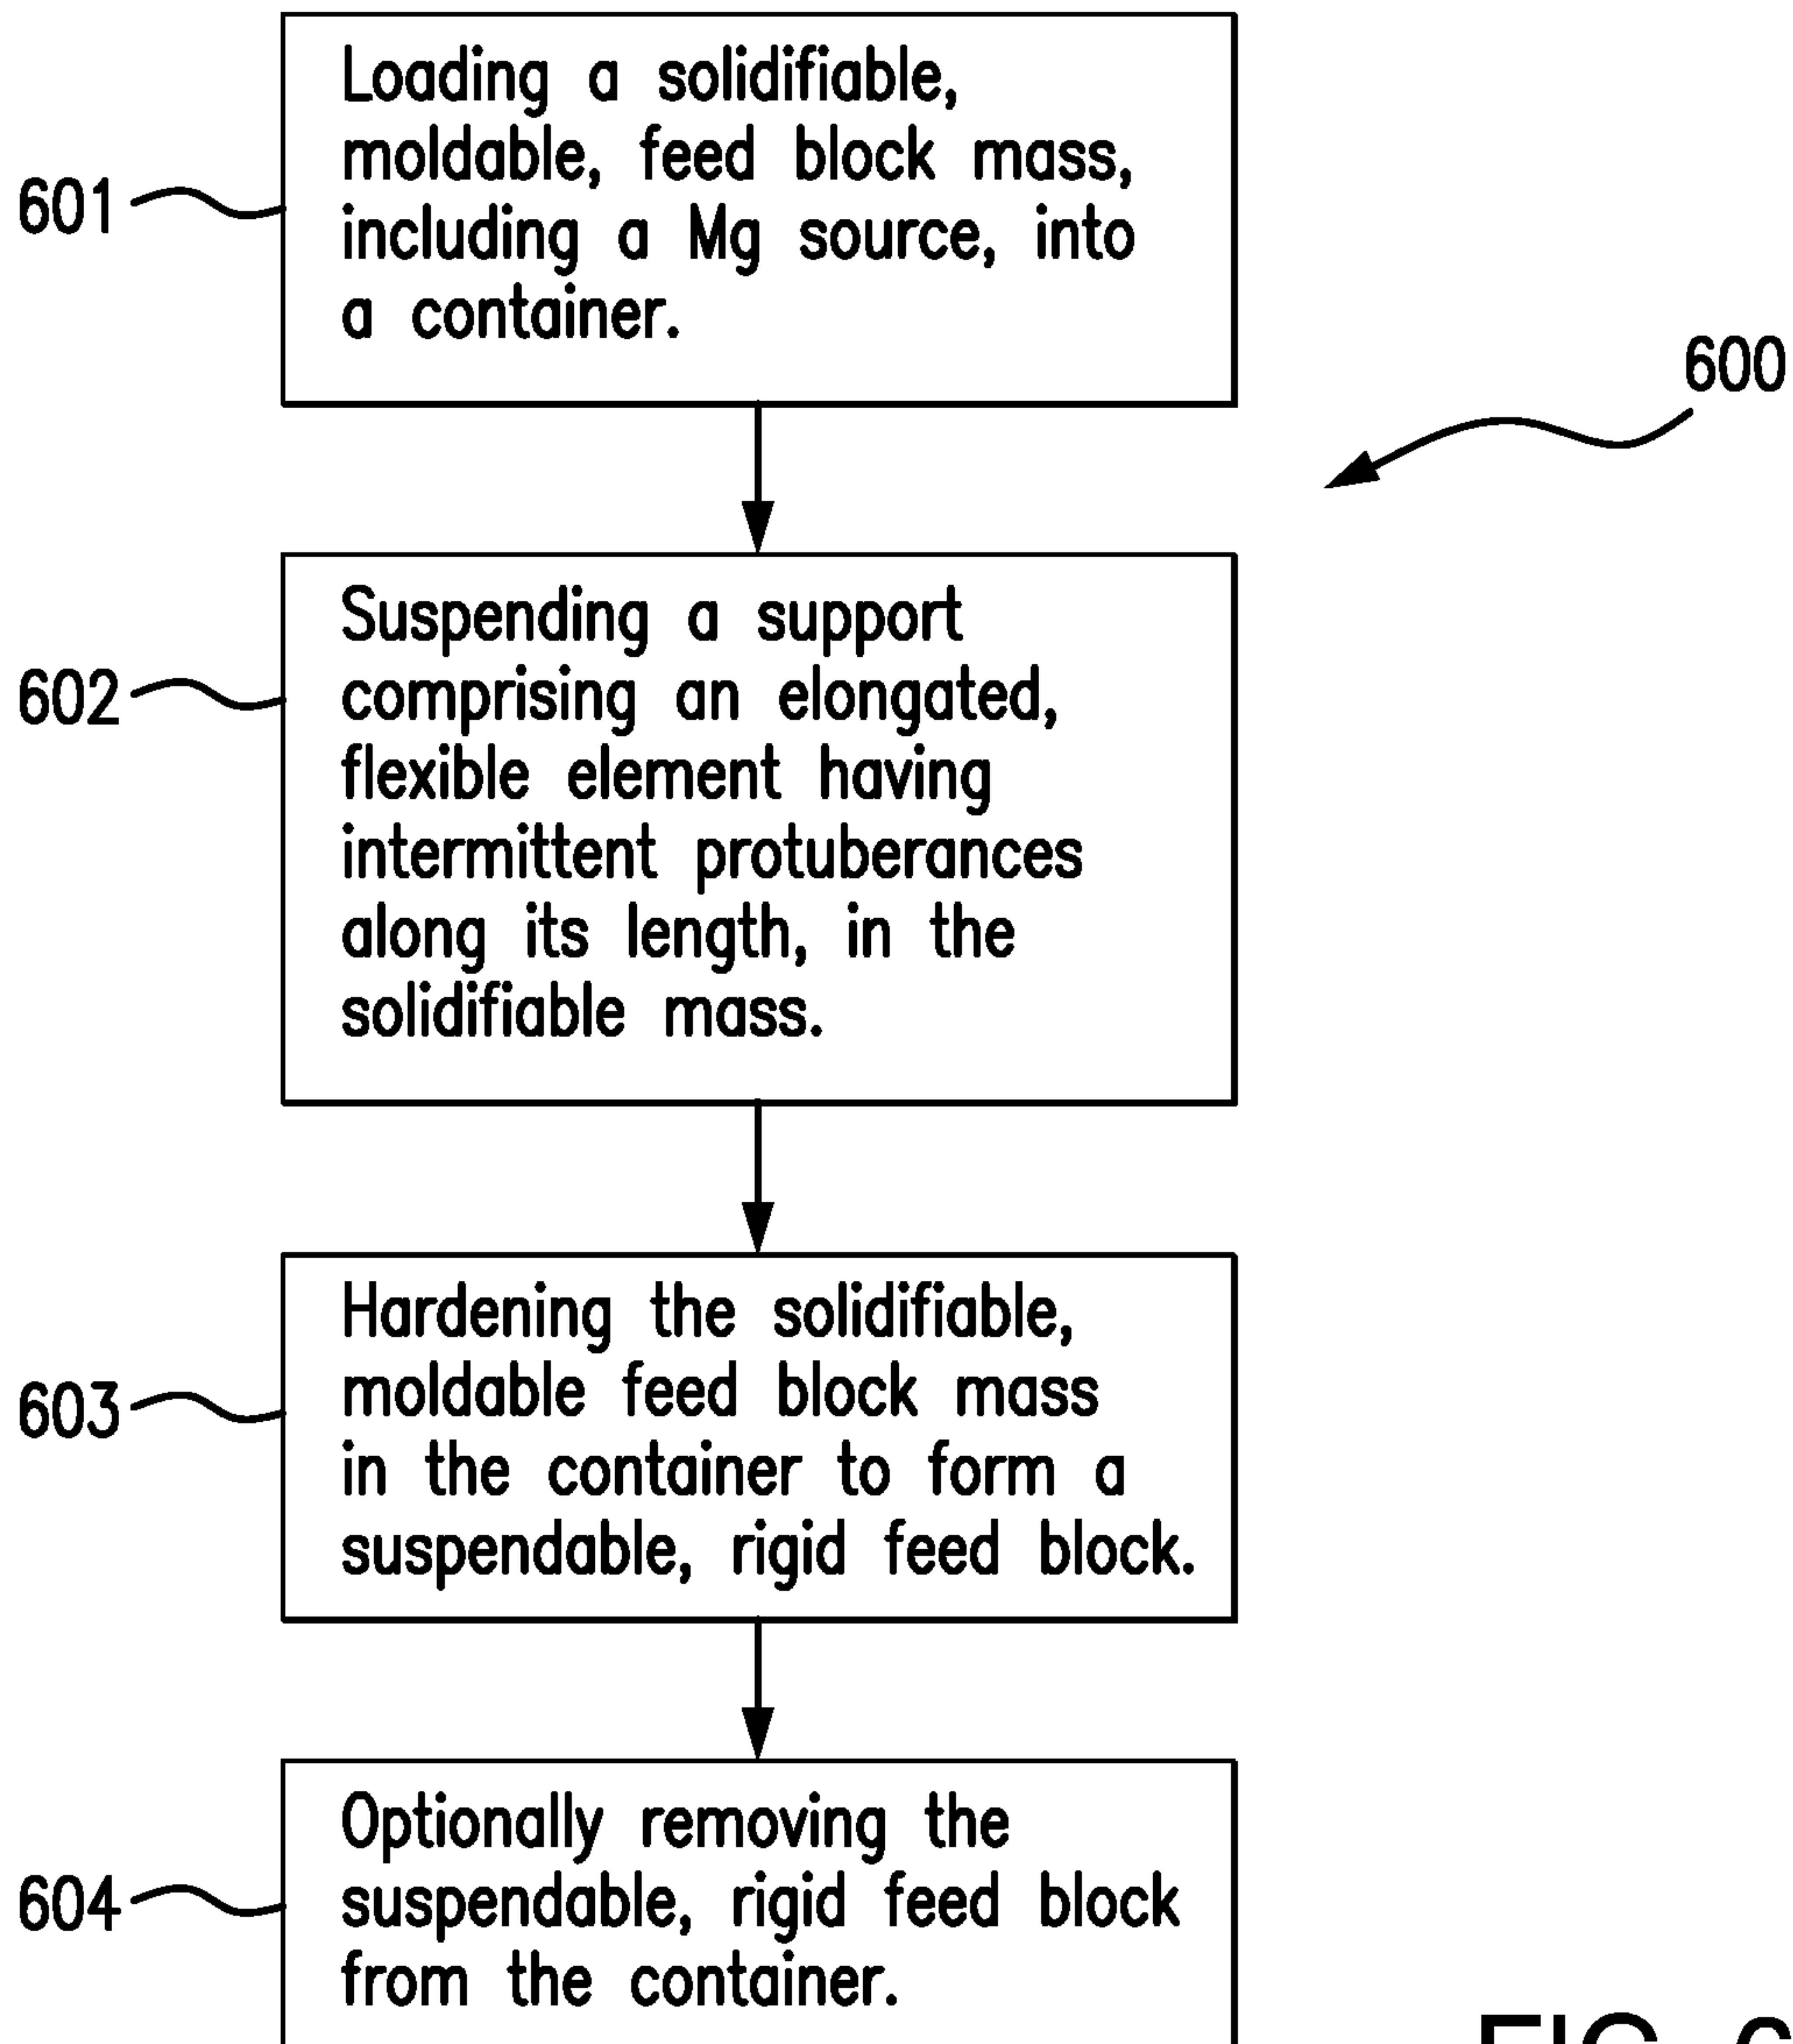 601
Loading a solidifiable,
moldable, feed block mass,
including a Mg source, into
a container.
600
602
Suspending a support
comprising an elongated,
flexible element having
intermittent protuberances
along its length, in the
solidifiable mass.
603
Hardening the solidifiable,
moldable feed block mass
in the container to form a
suspendable, rigid feed block.
604
Optionally removing the
suspendable, rigid feed block
from the container.
FIG.